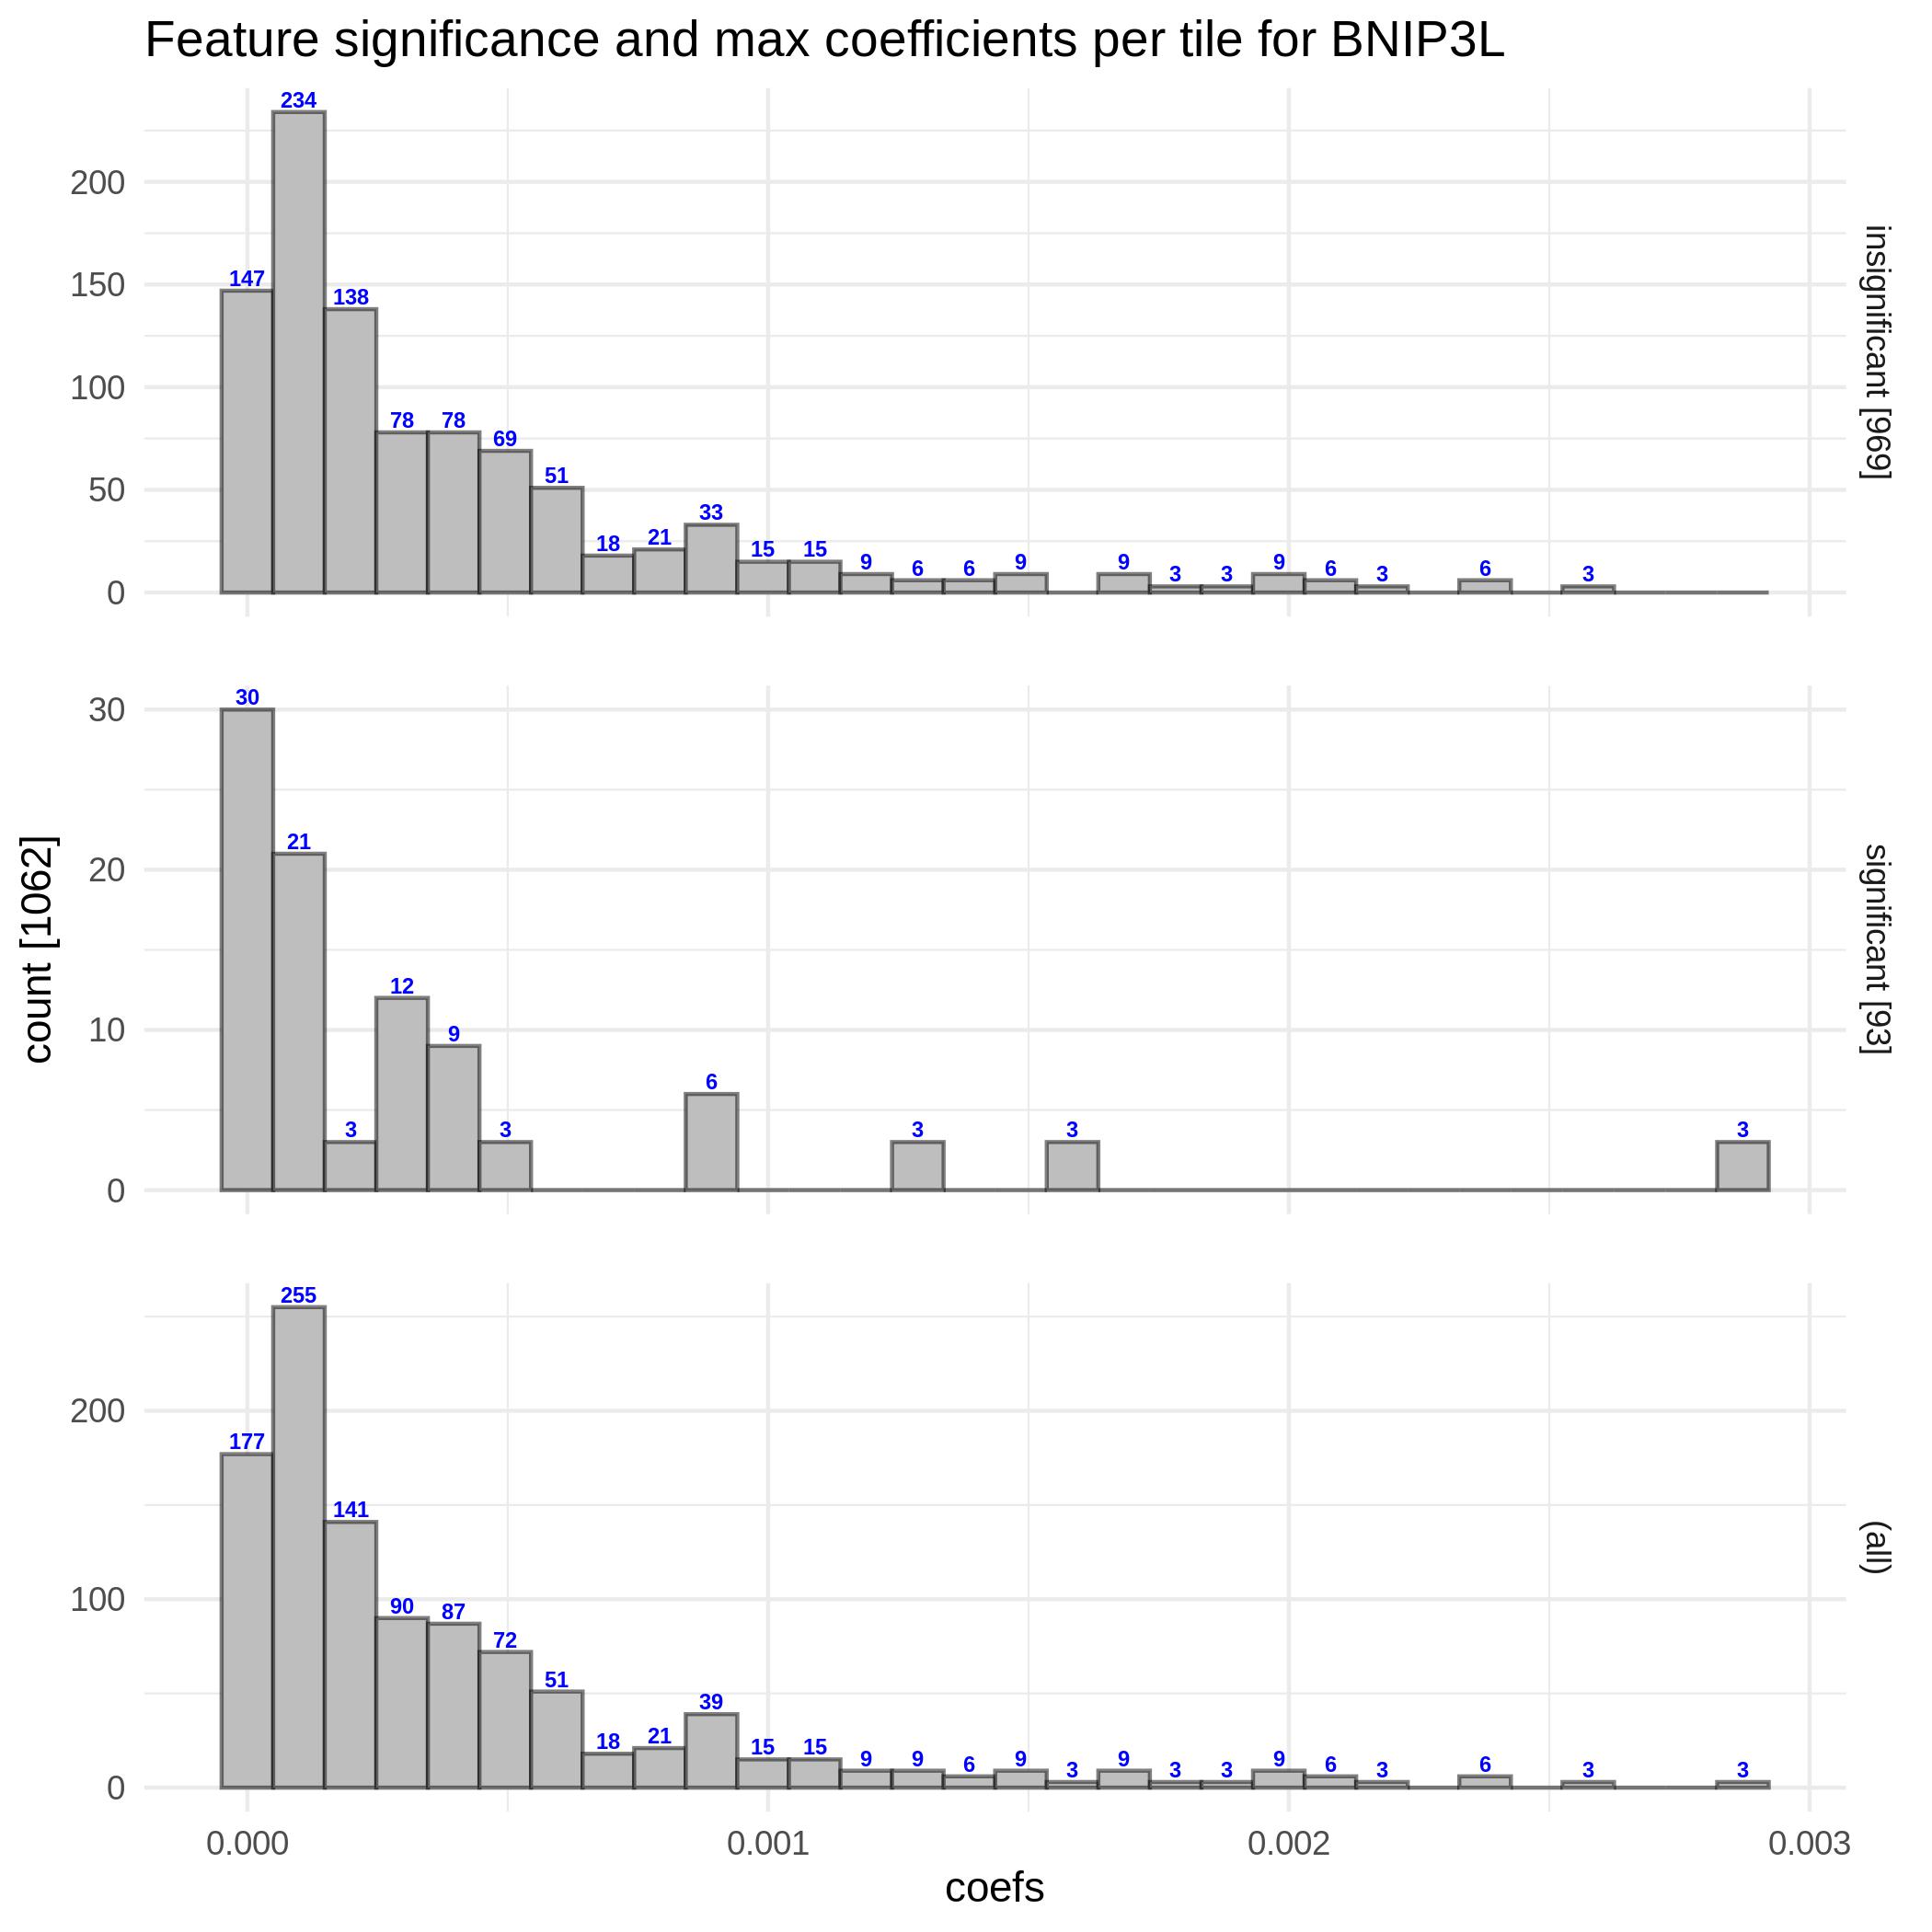 Feature significance and max coefficients per tile for BNIP3L
234
147
138
78 78 69 51 18 21 33 15 15 9 6 6 9 9 3 3 9 6 3 6 3
200
150
100
50
0
insignificant [969]
30
21
3 12 9 3 6 3 3 3
30
20
10
0
significant [93]
count [1062]
255
177
141
90 87 72 51 18 21 39 15 15 9 9 6 9 3 9 3 3 9 6 3 6 3 3
200
100
0
(all)
0.000 0.001 0.002 0.003
coefs